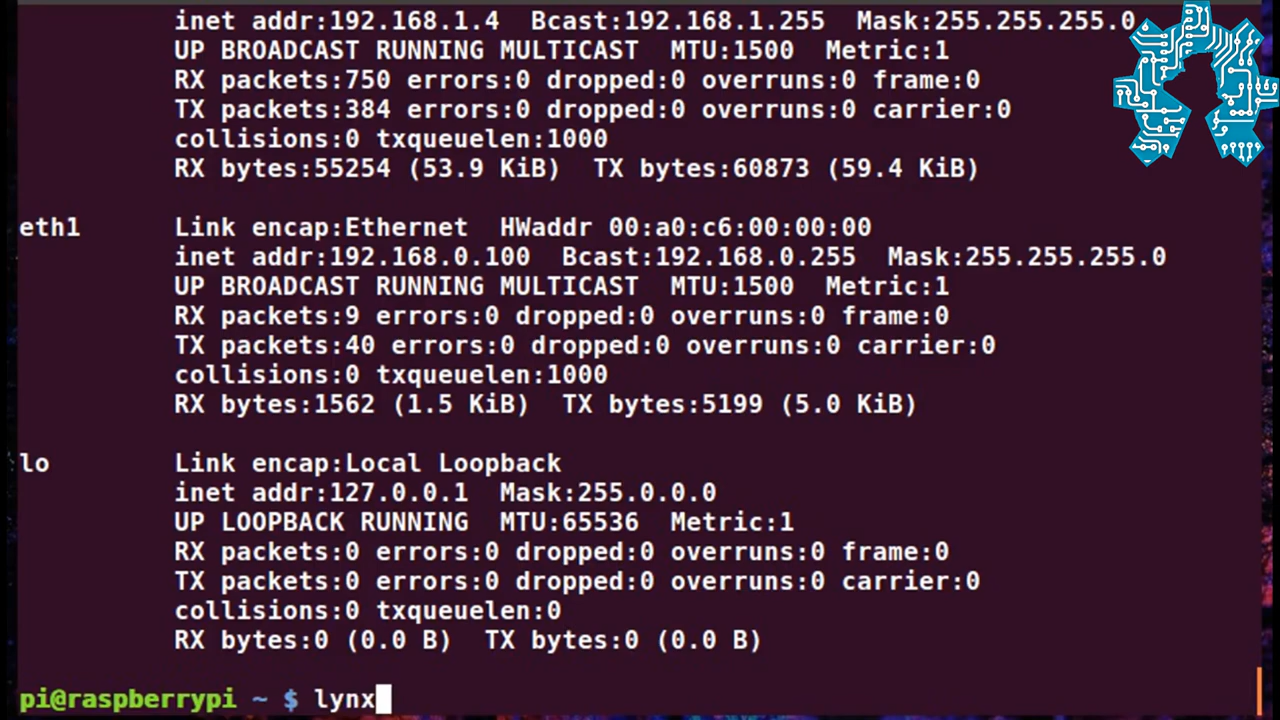 inet addr:192.168.1.4  Bcast:192.168.1.255  Mask:255.255.255.0
UP BROADCAST RUNNING MULTICAST  MTU:1500  Metric:1
RX packets:750 errors:0 dropped:0 overruns:0 frame:0
TX packets:384 errors:0 dropped:0 overruns:0 carrier:0
collisions:0 txqueuelen:1000
RX bytes:55254 (53.9 KiB)  TX bytes:60873 (59.4 KiB)
eth1      Link encap:Ethernet  HWaddr 00:a0:c6:00:00:00
inet addr:192.168.0.100  Bcast:192.168.0.255  Mask:255.255.255.0
UP BROADCAST RUNNING MULTICAST  MTU:1500  Metric:1
RX packets:9 errors:0 dropped:0 overruns:0 frame:0
TX packets:40 errors:0 dropped:0 overruns:0 carrier:0
collisions:0 txqueuelen:1000
RX bytes:1562 (1.5 KiB)  TX bytes:5199 (5.0 KiB)
lo        Link encap:Local Loopback
inet addr:127.0.0.1  Mask:255.0.0.0
UP LOOPBACK RUNNING  MTU:65536  Metric:1
RX packets:0 errors:0 dropped:0 overruns:0 frame:0
TX packets:0 errors:0 dropped:0 overruns:0 carrier:0
collisions:0 txqueuelen:0
RX bytes:0 (0.0 B)  TX bytes:0 (0.0 B)
pi@raspberrypi ~ $ lynx